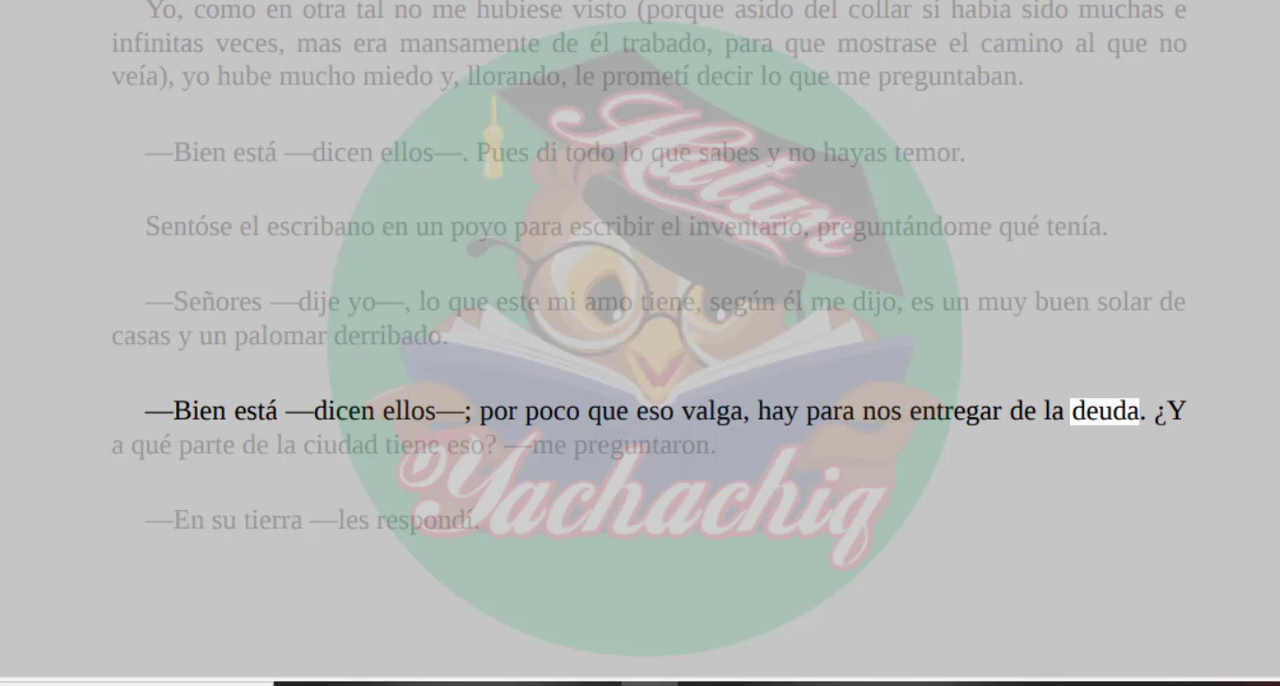 Yo, como en otra tal no me hubiese visto (porque asido del collar sí había sido muchas e
infinitas veces, mas era mansamente de él trabado, para que mostrase el camino al que no
veía), yo hube mucho miedo y, llorando, le prometí decir lo que me preguntaban.
—Bien está —dicen ellos—. Pues di todo lo que sabes y no hayas temor.
Sentóse el escribano en un poyo para escribir el inventario, preguntándome qué tenía.
—Señores —dije yo—, lo que este mi amo tiene, según él me dijo, es un muy buen solar de
casas y un palomar derribado.
—Bien está —dicen ellos—; por poco que eso valga, hay para nos entregar de la deuda. ¿Y
a qué parte de la ciudad tiene eso? —me preguntaron.
—En su tierra —les respondí.
Hatun
Yachachiq